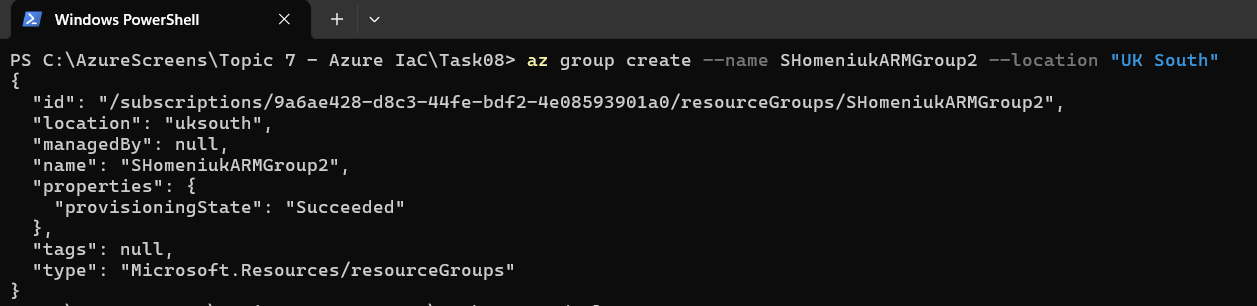 Windows PowerShell
PS C:\AzureScreens\Topic 7 - Azure IaC\Task08> az group create --name SHomeniukARMGroup2 --location "UK South"
{
  "id": "/subscriptions/9a6ae428-d8c3-44fe-bdf2-4e08593901a0/resourceGroups/SHomeniukARMGroup2",
  "location": "uksouth",
  "managedBy": null,
  "name": "SHomeniukARMGroup2",
  "properties": {
    "provisioningState": "Succeeded"
  },
  "tags": null,
  "type": "Microsoft.Resources/resourceGroups"
}